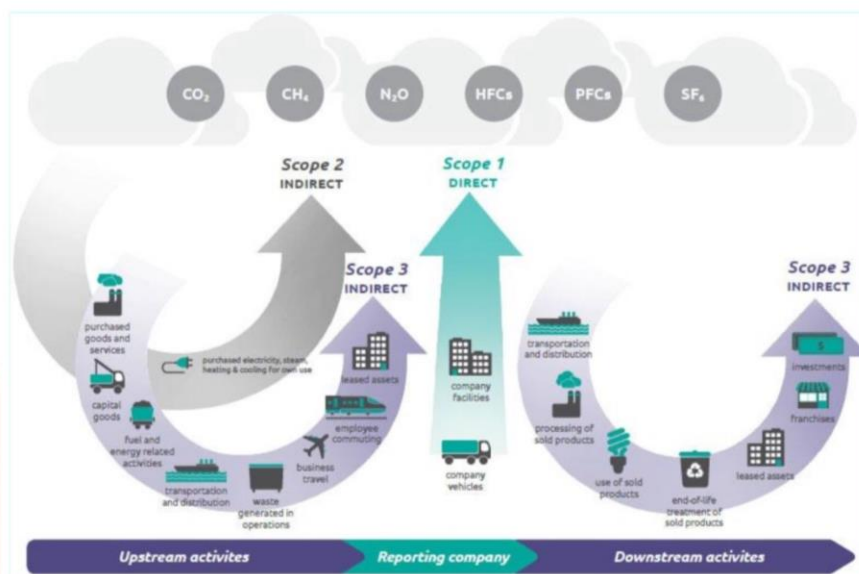 CO₂
CH₄
N₂O
HFCs
PFCs
SF₆
Scope 2
INDIRECT
Scope 1
DIRECT
Scope 3
INDIRECT
Scope 3
INDIRECT
purchased
goods and
services
capital
goods
fuel and
energy related
activities
transportation
and distribution
waste
generated in
operations
business
travel
employee
commuting
leased assets
purchased electricity, steam,
heating & cooling for own use
company
facilities
company
vehicles
transportation
and distribution
processing of
sold products
use of sold
products
end-of-life
treatment of
sold products
leased assets
franchises
investments
Upstream activites
Reporting company
Downstream activites